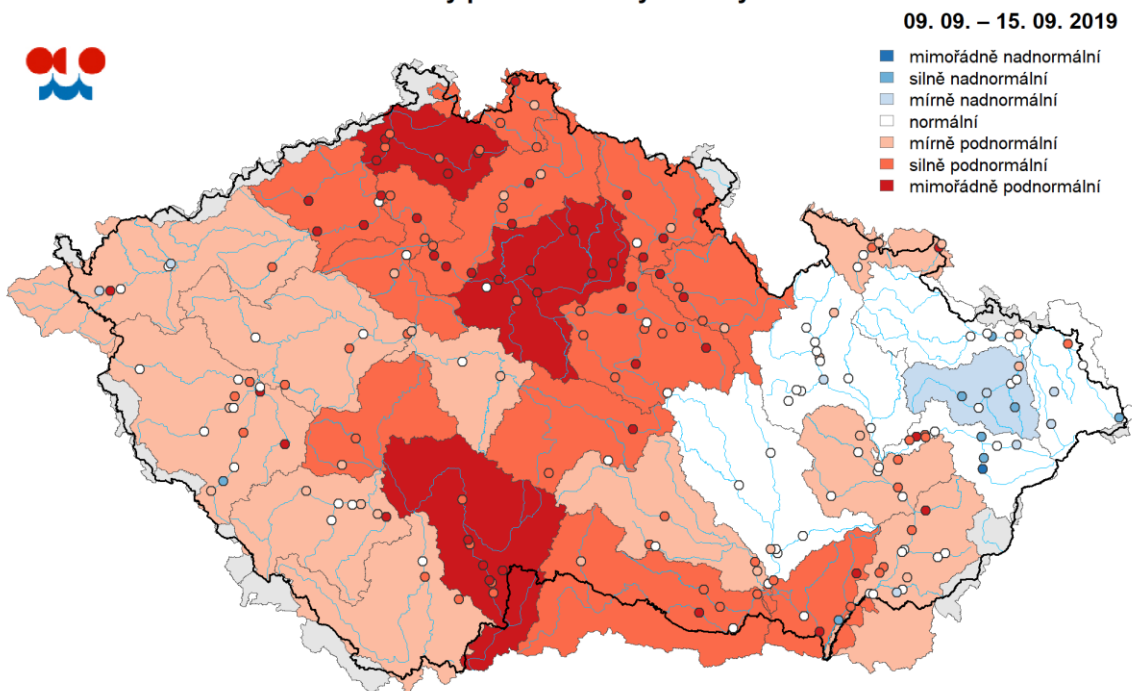 09. 09. – 15. 09. 2019
mimořádně nadnormální
silně nadnormální
mírně nadnormální
normální
mírně podnormální
silně podnormální
mimořádně podnormální